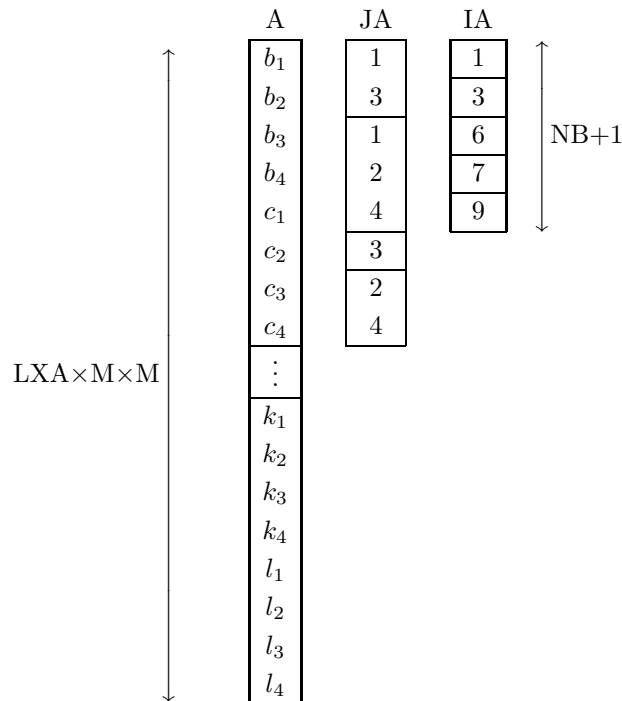 A JA IA
b₁ 1 1
b₂ 3 3
b₃ 1 6 NB+1
b₄ 2 7
c₁ 4 9
c₂ 3
c₃ 2
c₄ 4
LXA×M×M ⋮
k₁
k₂
k₃
k₄
l₁
l₂
l₃
l₄